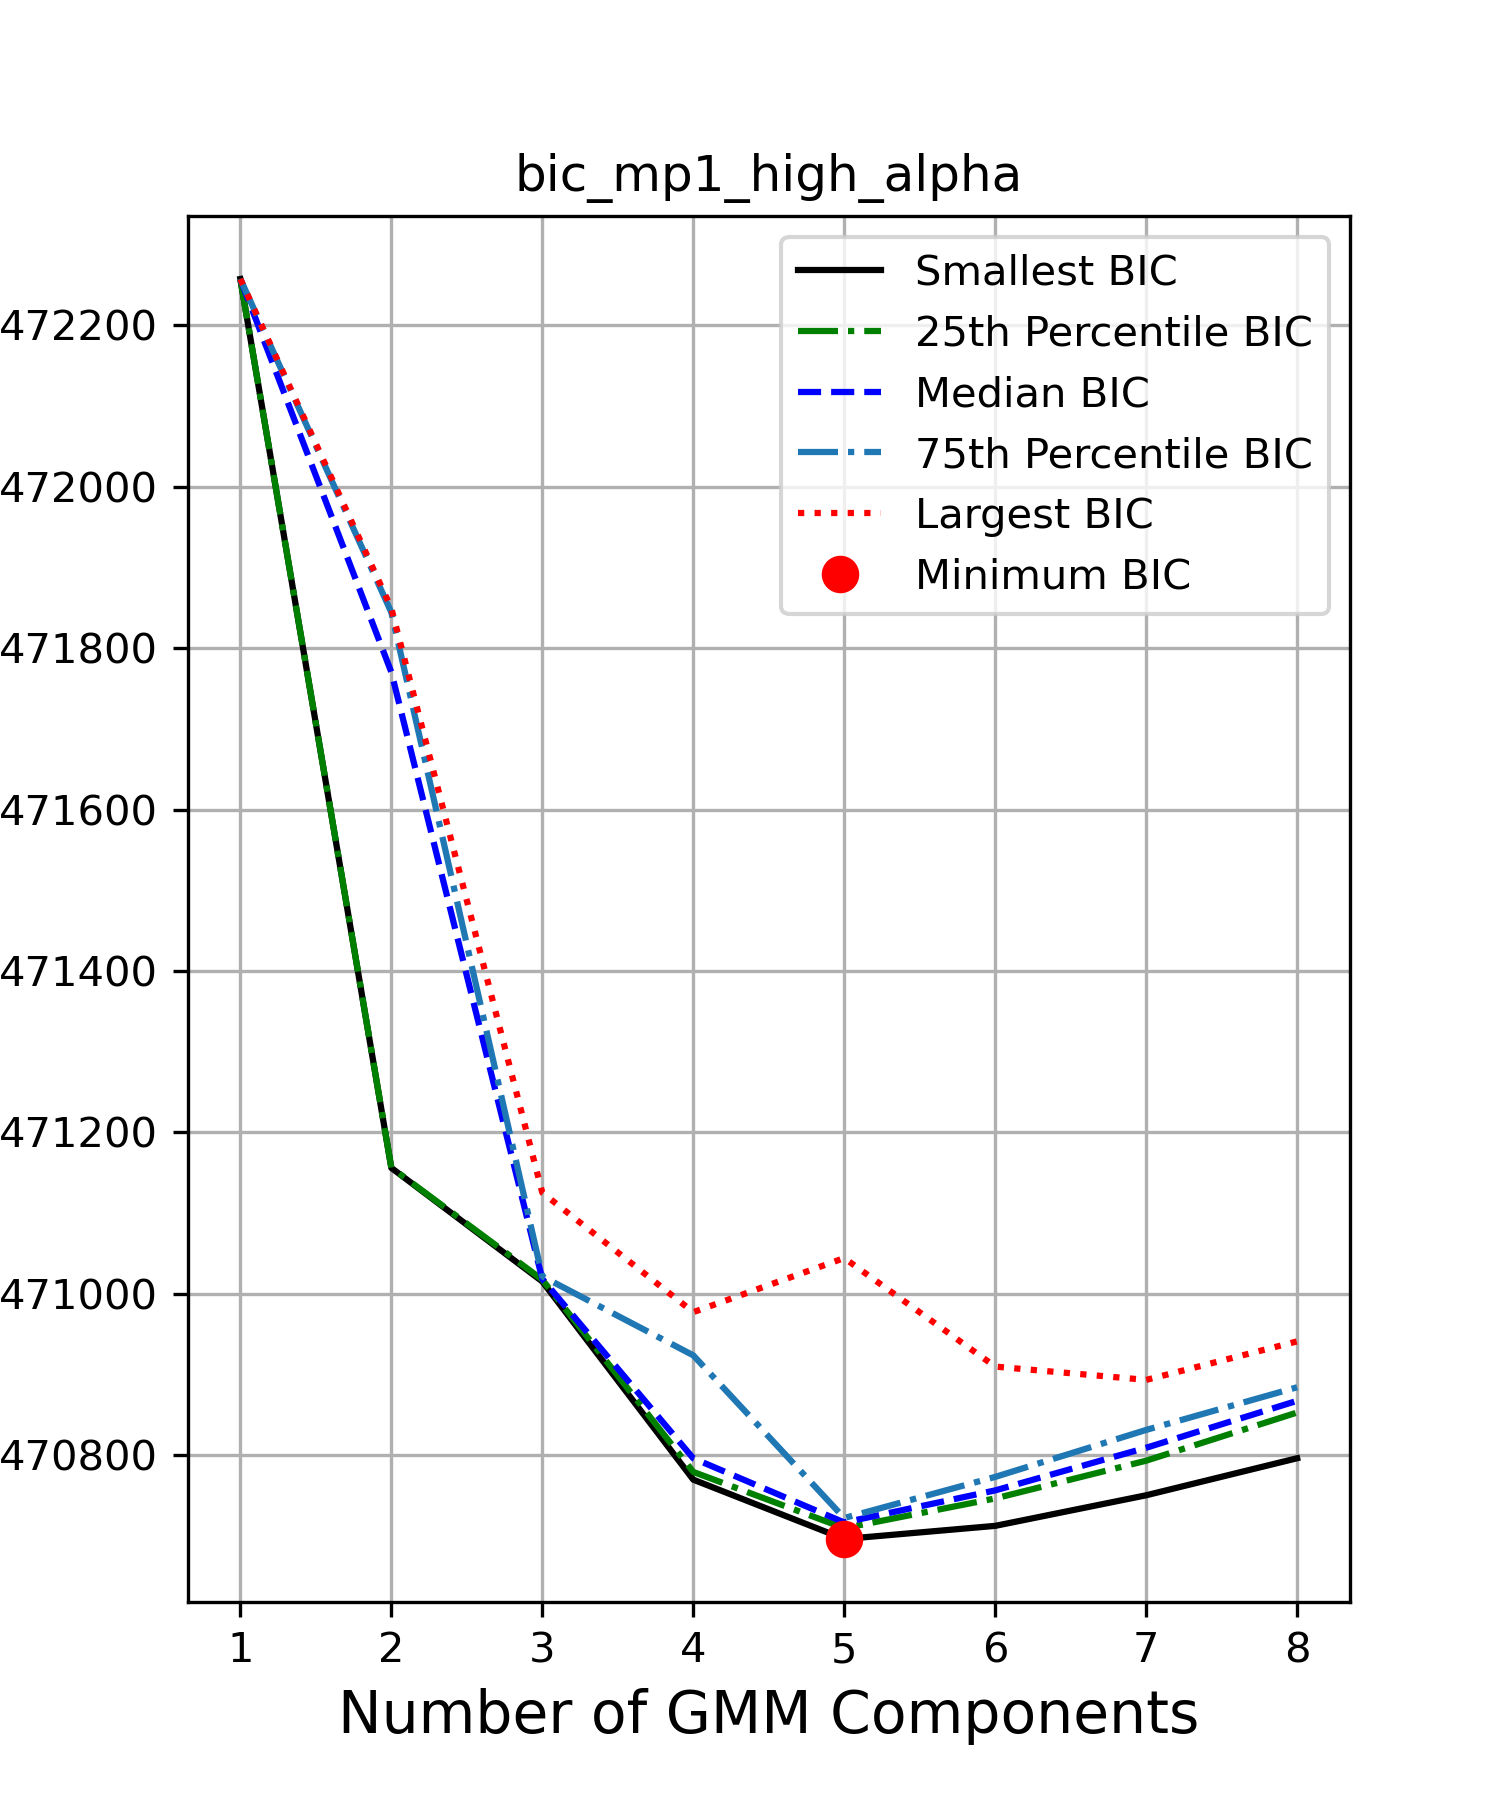 bic_mp1_high_alpha
Smallest BIC
25th Percentile BIC
Median BIC
75th Percentile BIC
Largest BIC
Minimum BIC
472200
472000
471800
471600
471400
471200
471000
470800
1 2 3 4 5 6 7 8
Number of GMM Components